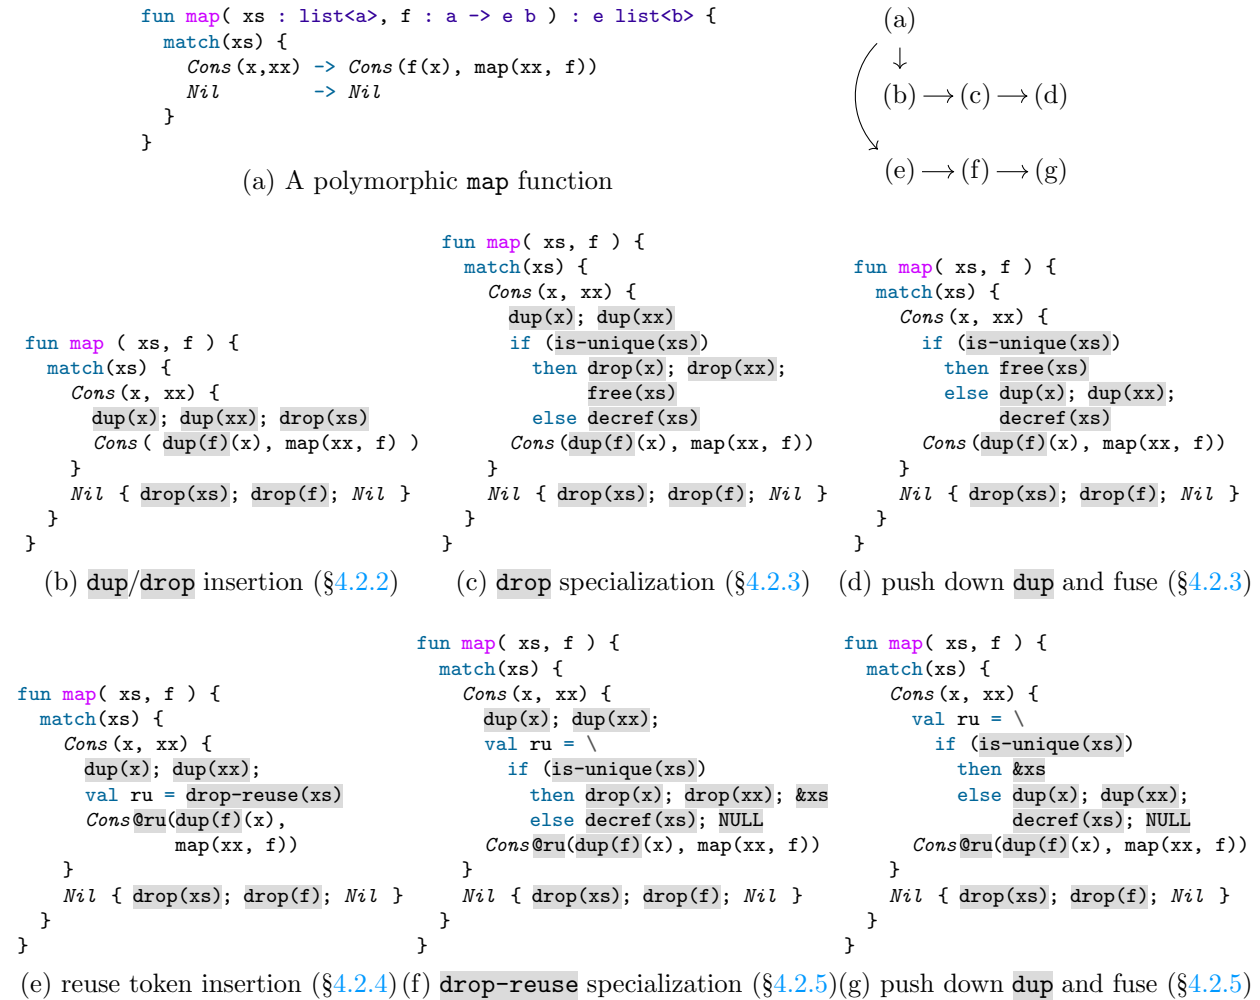 fun map( xs : list<a>, f : a -> e b ) : e list<b> {
  match(xs) {
    Cons(x,xx) -> Cons(f(x), map(xx, f))
    Nil        -> Nil
  }
}
(a) A polymorphic map function
(a)
↓
(b) ⟶ (c) ⟶ (d)
(e) ⟶ (f) ⟶ (g)
fun map ( xs, f ) {
  match(xs) {
    Cons(x, xx) {
      dup(x); dup(xx); drop(xs)
      Cons( dup(f)(x), map(xx, f) )
    }
    Nil { drop(xs); drop(f); Nil }
  }
}
(b) dup/drop insertion (§4.2.2)
fun map( xs, f ) {
  match(xs) {
    Cons(x, xx) {
      dup(x); dup(xx)
      if (is-unique(xs))
        then drop(x); drop(xx);
             free(xs)
        else decref(xs)
      Cons(dup(f)(x), map(xx, f))
    }
    Nil { drop(xs); drop(f); Nil }
  }
}
(c) drop specialization (§4.2.3)
fun map( xs, f ) {
  match(xs) {
    Cons(x, xx) {
      if (is-unique(xs))
        then free(xs)
        else dup(x); dup(xx);
             decref(xs)
      Cons(dup(f)(x), map(xx, f))
    }
    Nil { drop(xs); drop(f); Nil }
  }
}
(d) push down dup and fuse (§4.2.3)
fun map( xs, f ) {
  match(xs) {
    Cons(x, xx) {
      dup(x); dup(xx);
      val ru = drop-reuse(xs)
      Cons@ru(dup(f)(x),
              map(xx, f))
    }
    Nil { drop(xs); drop(f); Nil }
  }
}
(e) reuse token insertion (§4.2.4)
fun map( xs, f ) {
  match(xs) {
    Cons(x, xx) {
      dup(x); dup(xx);
      val ru = \
        if (is-unique(xs))
          then drop(x); drop(xx); &xs
          else decref(xs); NULL
      Cons@ru(dup(f)(x), map(xx, f))
    }
    Nil { drop(xs); drop(f); Nil }
  }
}
(f) drop-reuse specialization (§4.2.5)
fun map( xs, f ) {
  match(xs) {
    Cons(x, xx) {
      val ru = \
        if (is-unique(xs))
          then &xs
          else dup(x); dup(xx);
               decref(xs); NULL
      Cons@ru(dup(f)(x), map(xx, f))
    }
    Nil { drop(xs); drop(f); Nil }
  }
}
(g) push down dup and fuse (§4.2.5)